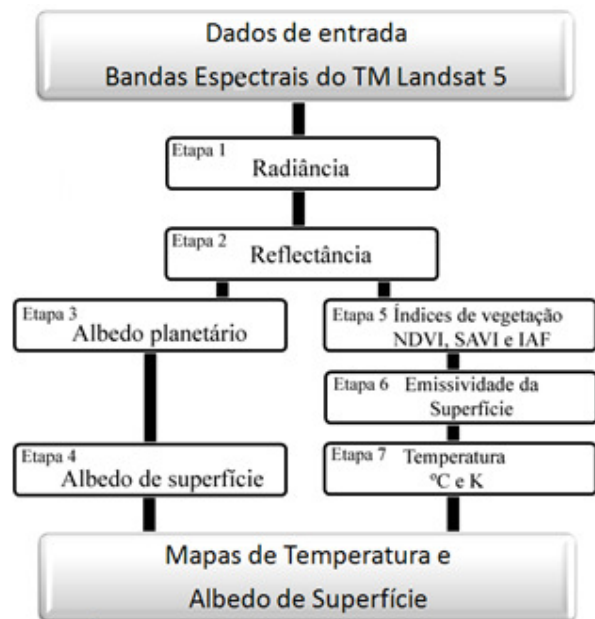 Dados de entrada
Bandas Espectrais do TM Landsat 5
Etapa 1
Radiância
Etapa 2
Reflectância
Etapa 3
Albedo planetário
Etapa 4
Albedo de superfície
Etapa 5 Índices de vegetação
NDVI, SAVI e IAF
Etapa 6 Emissividade da
Superfície
Etapa 7 Temperatura
ºC e K
Mapas de Temperatura e
Albedo de Superfície